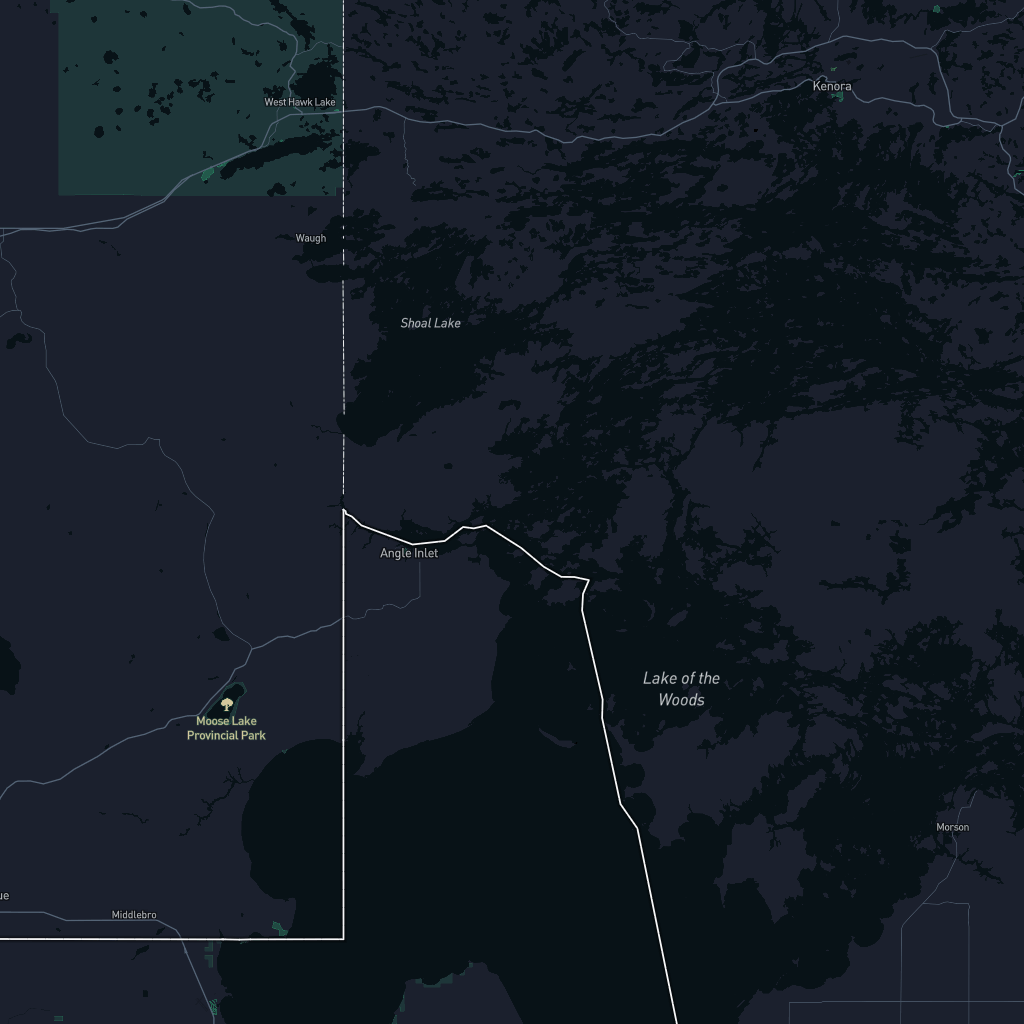 Kenora
West Hawk Lake
Waugh
Shoal Lake
Angle Inlet
Lake of the
Woods
Moose Lake
Provincial Park
Morson
Middlebro